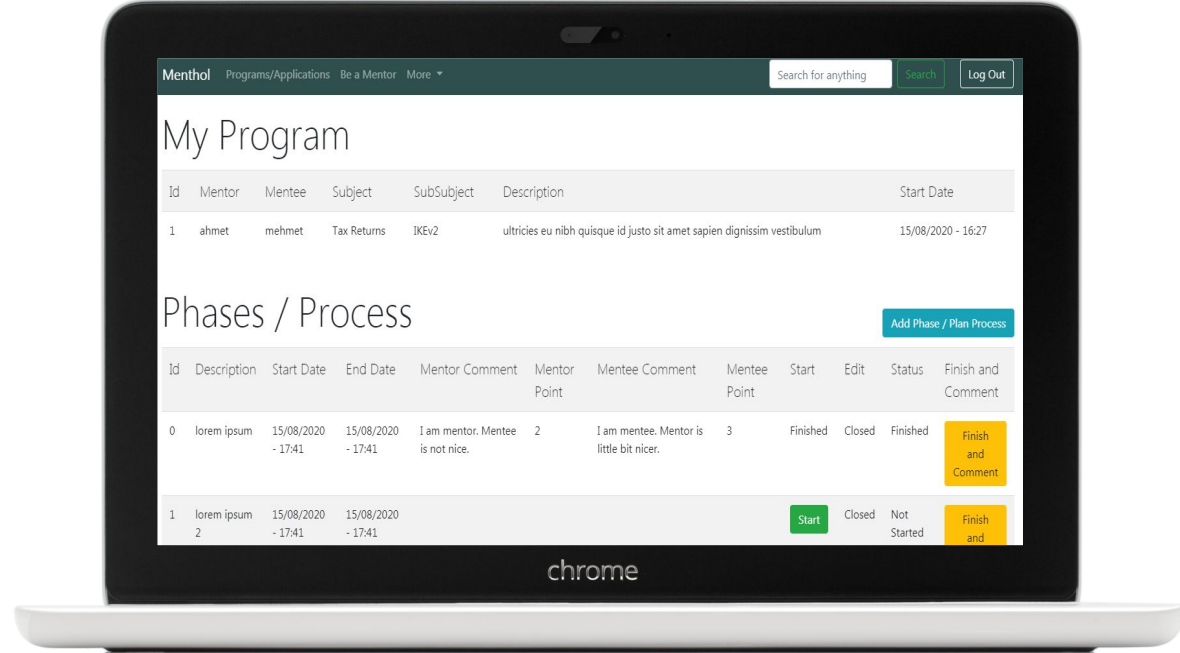 Menthol Programs/Applications Be a Mentor More Search for anything Search Log Out
My Program
Id Mentor Mentee Subject SubSubject Description Start Date
1 ahmet mehmet Tax Returns IKEv2 ultricies eu nibh quisque id justo sit amet sapien dignissim vestibulum 15/08/2020 - 16:27
Phases / Process
Add Phase / Plan Process
Id Description Start Date End Date Mentor Comment Mentor Mentee Comment Mentee Start Edit Status Finish and
Point Point Comment
0 lorem ipsum 15/08/2020 15/08/2020 I am mentor. Mentee 2 I am mentee. Mentor is 3 Finished Closed Finished Finish
- 17:41 - 17:41 is not nice. little bit nicer. and
Comment
1 lorem ipsum 15/08/2020 15/08/2020 Start Closed Not Finish
2 - 17:41 - 17:41 Started and
chrome